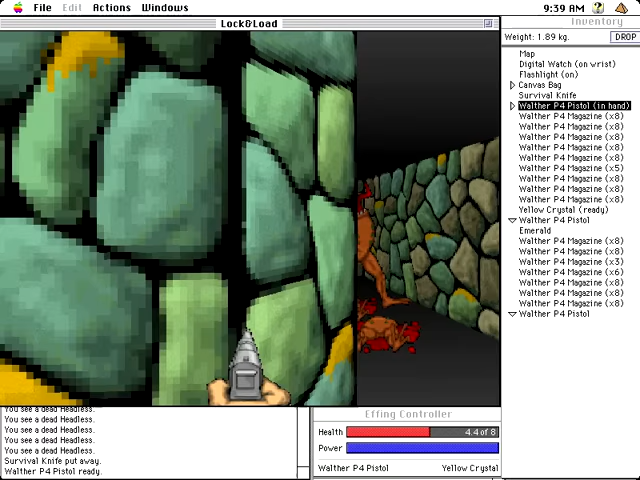 File Edit Actions Windows 9:39 AM
Lock&Load
Inventory
Weight: 1.89 kg. DROP
Map
Digital Watch (on wrist)
Flashlight (on)
Canvas Bag
Survival Knife
Walther P4 Pistol (in hand)
Walther P4 Magazine (x8)
Walther P4 Magazine (x8)
Walther P4 Magazine (x8)
Walther P4 Magazine (x8)
Walther P4 Magazine (x8)
Walther P4 Magazine (x5)
Walther P4 Magazine (x8)
Walther P4 Magazine (x8)
Walther P4 Magazine (x8)
Yellow Crystal (ready)
Walther P4 Pistol
Emerald
Walther P4 Magazine (x8)
Walther P4 Magazine (x8)
Walther P4 Magazine (x3)
Walther P4 Magazine (x6)
Walther P4 Magazine (x8)
Walther P4 Magazine (x8)
Walther P4 Magazine (x8)
Walther P4 Pistol
You see a dead Headless.
You see a dead Headless.
You see a dead Headless.
You see a dead Headless.
You see a dead Headless.
Survival Knife put away.
Walther P4 Pistol ready.
Effing Controller
Health 4.4 of 8
Power
Walther P4 Pistol Yellow Crystal